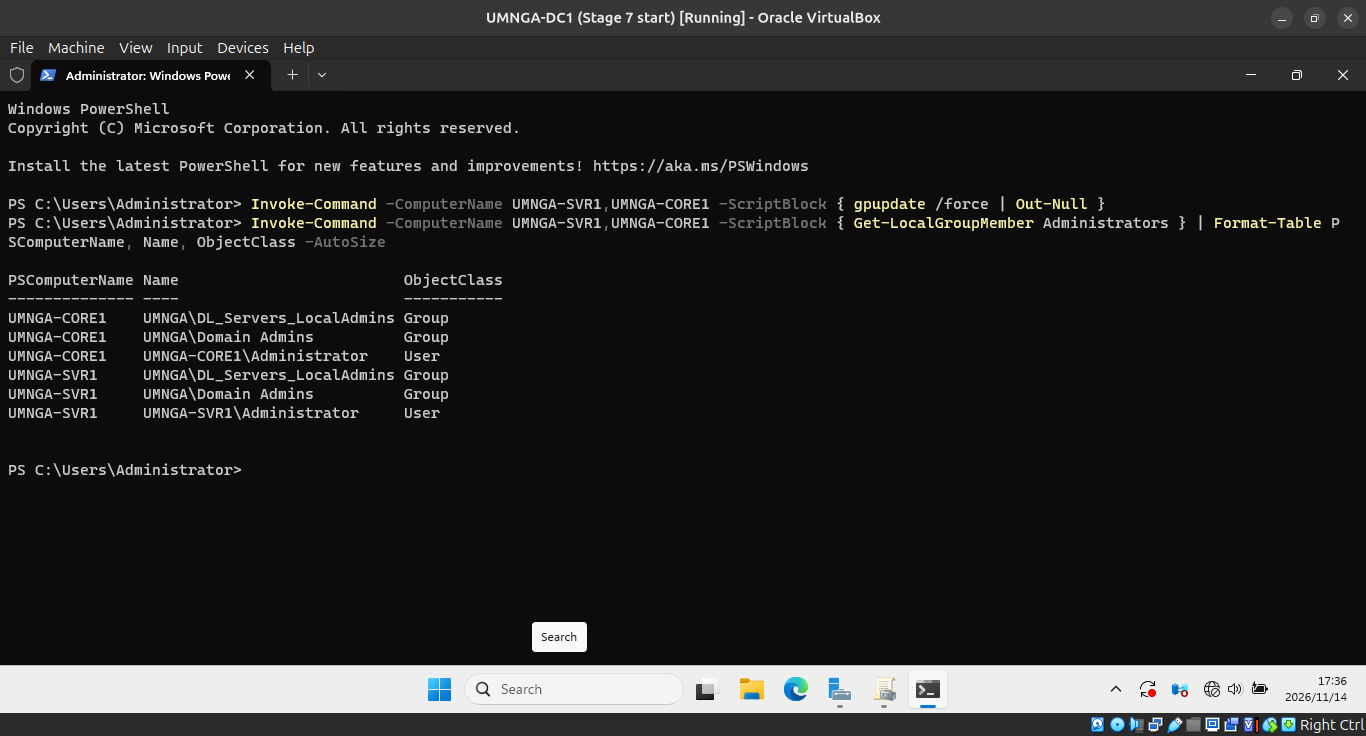 UMNGA-DC1 (Stage 7 start) [Running] - Oracle VirtualBox
File Machine View Input Devices Help
Administrator: Windows Powe
Windows PowerShell
Copyright (C) Microsoft Corporation. All rights reserved.
Install the latest PowerShell for new features and improvements! https://aka.ms/PSWindows
PS C:\Users\Administrator> Invoke-Command -ComputerName UMNGA-SVR1,UMNGA-CORE1 -ScriptBlock { gpupdate /force | Out-Null }
PS C:\Users\Administrator> Invoke-Command -ComputerName UMNGA-SVR1,UMNGA-CORE1 -ScriptBlock { Get-LocalGroupMember Administrators } | Format-Table P
SComputerName, Name, ObjectClass -AutoSize
PSComputerName Name ObjectClass
-------------- ---- -----------
UMNGA-CORE1 UMNGA\DL_Servers_LocalAdmins Group
UMNGA-CORE1 UMNGA\Domain Admins Group
UMNGA-CORE1 UMNGA-CORE1\Administrator User
UMNGA-SVR1 UMNGA\DL_Servers_LocalAdmins Group
UMNGA-SVR1 UMNGA\Domain Admins Group
UMNGA-SVR1 UMNGA-SVR1\Administrator User
PS C:\Users\Administrator>
Search
Search
17:36
2026/11/14
Right Ctrl